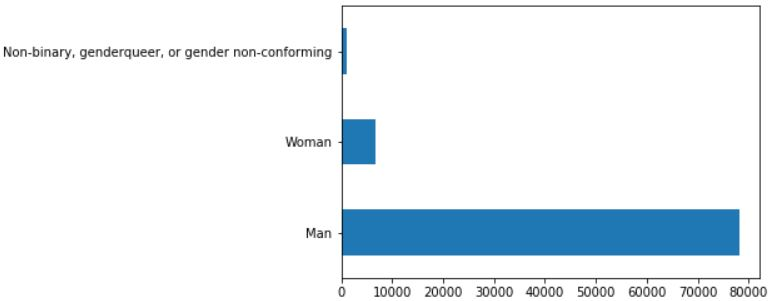 Non-binary, genderqueer, or gender non-conforming
Woman
Man
0 10000 20000 30000 40000 50000 60000 70000 80000